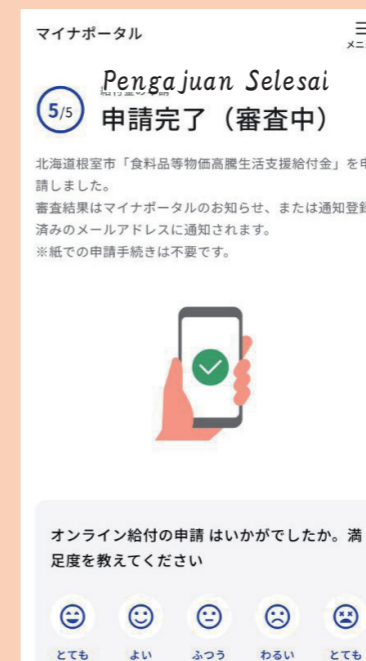 マイナポータル
Pengajuan Selesai
5/5
申請完了（審査中）
北海道根室市「食料品等物価高騰生活支援給付金」を申
請しました。
審査結果はマイナポータルのお知らせ、または通知登録
済みのメールアドレスに通知されます。
※紙での申請手続きは不要です。
オンライン給付の申請 はいかがでしたか。満
足度を教えてください
とても よい ふつう わるい とても